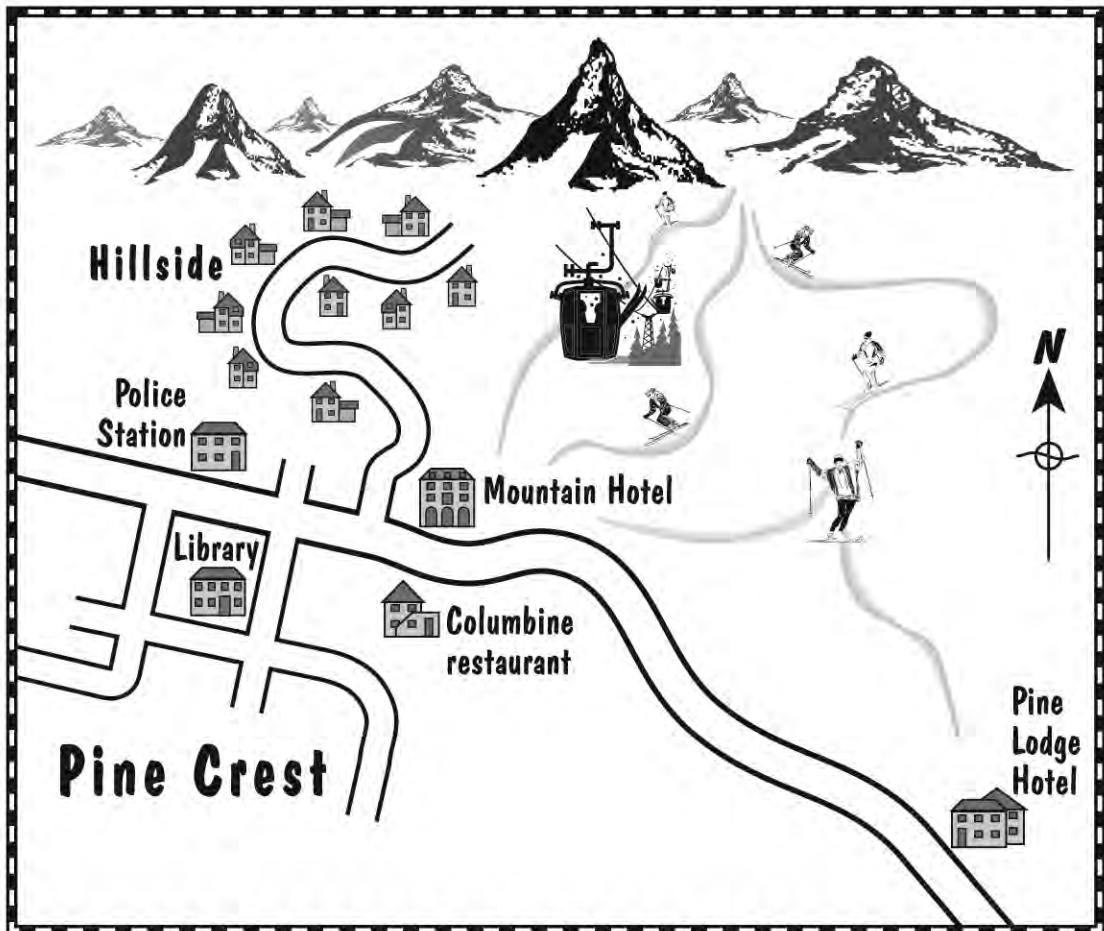 Hillside
N
Police
Station
Mountain Hotel
Library
Columbine
restaurant
Pine
Lodge
Hotel
Pine Crest